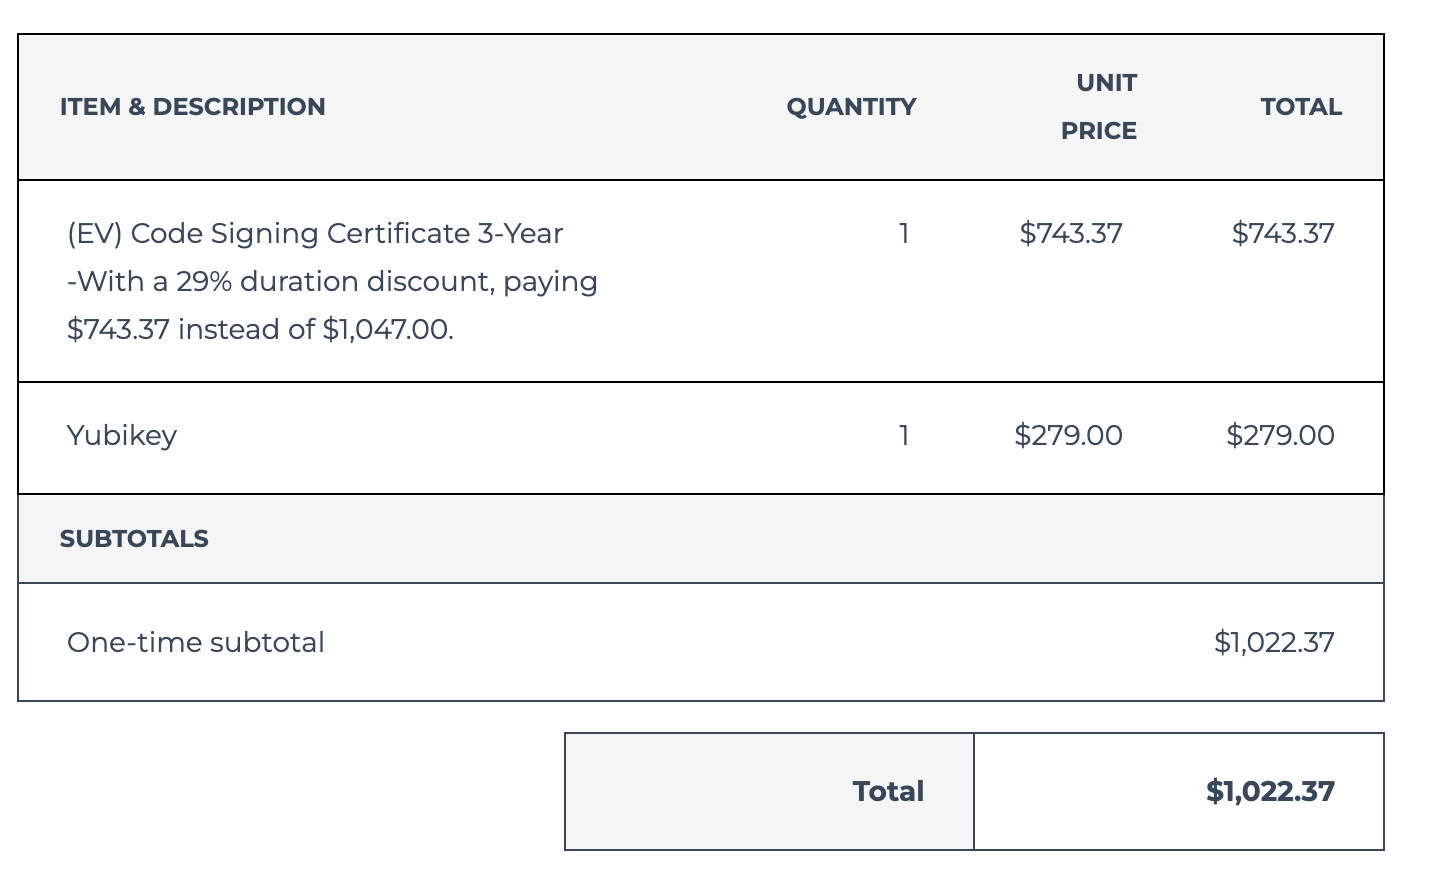 ITEM & DESCRIPTION QUANTITY UNIT PRICE TOTAL
(EV) Code Signing Certificate 3-Year 1 $743.37 $743.37
-With a 29% duration discount, paying
$743.37 instead of $1,047.00.
Yubikey 1 $279.00 $279.00
SUBTOTALS
One-time subtotal $1,022.37
Total $1,022.37